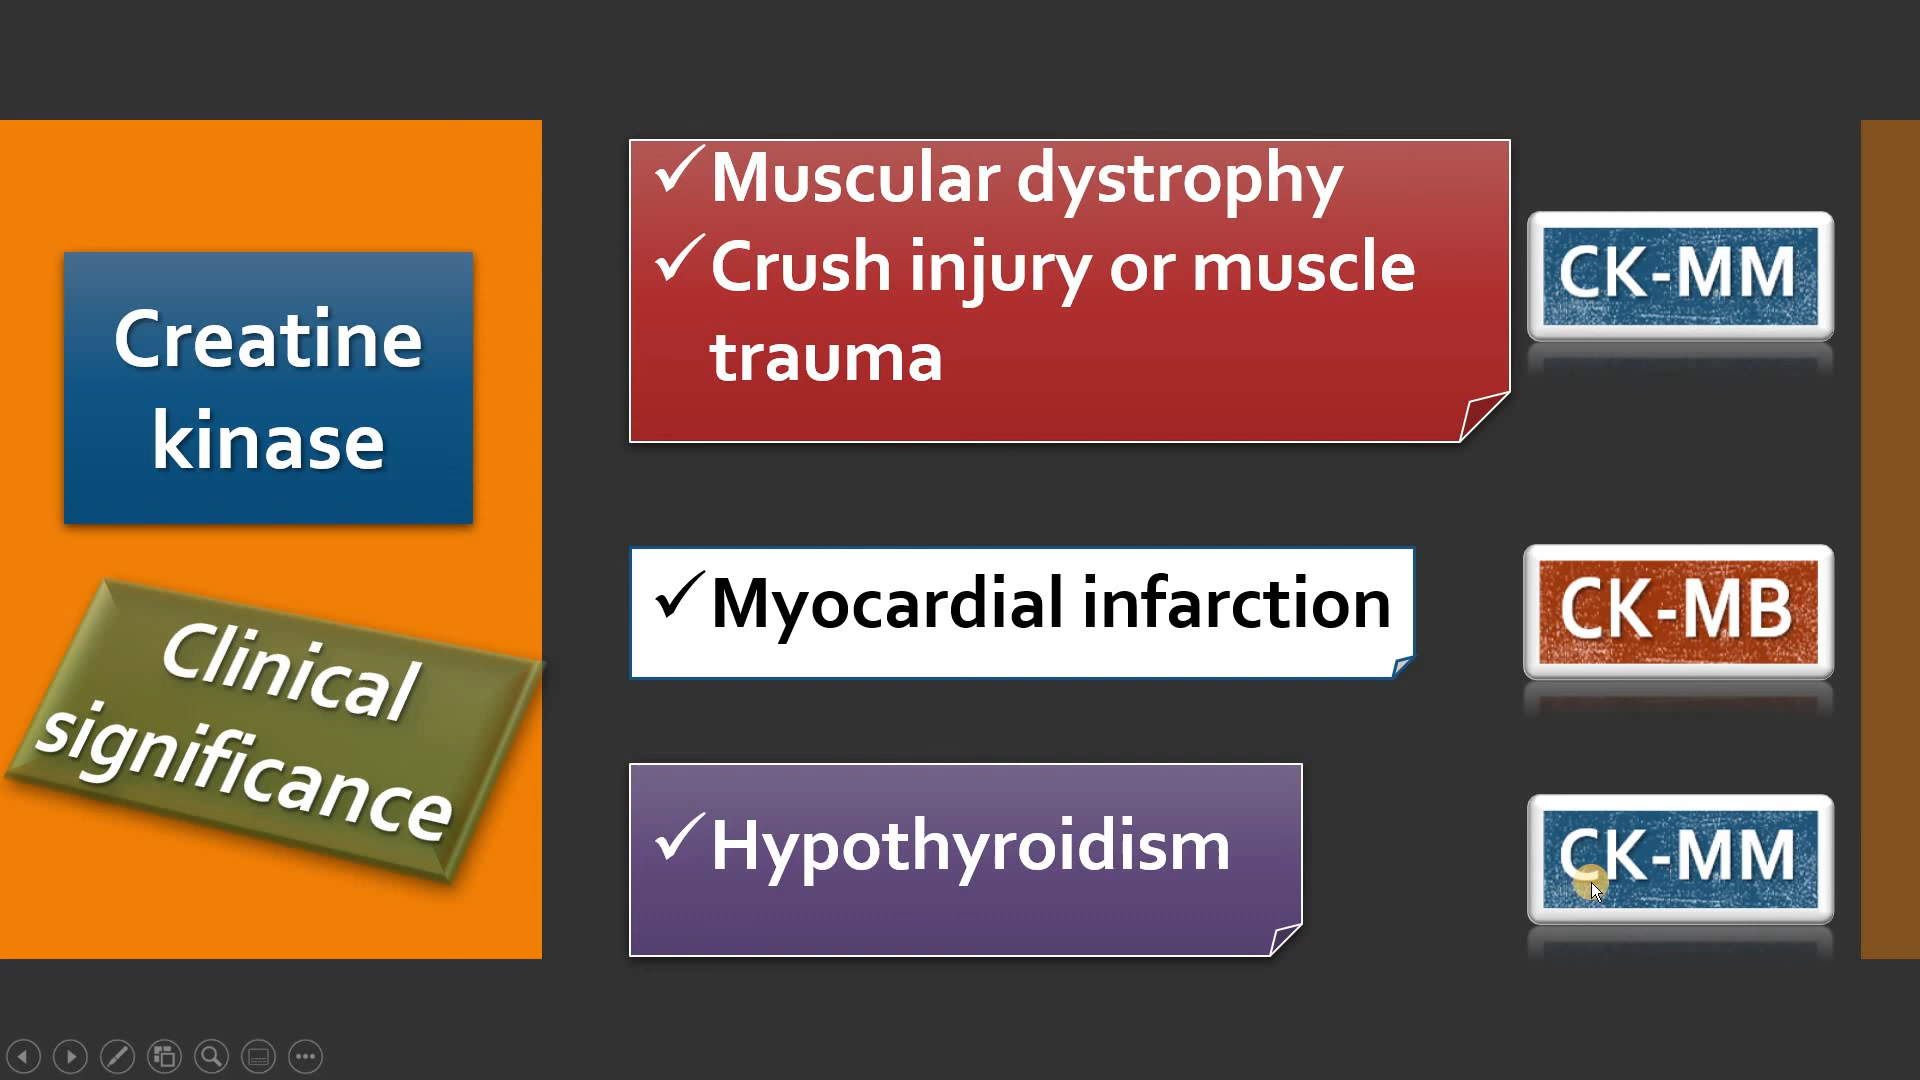 Creatine
kinase
Clinical
significance
✓Muscular dystrophy
✓Crush injury or muscle
trauma
CK-MM
✓Myocardial infarction
CK-MB
✓Hypothyroidism
CK-MM